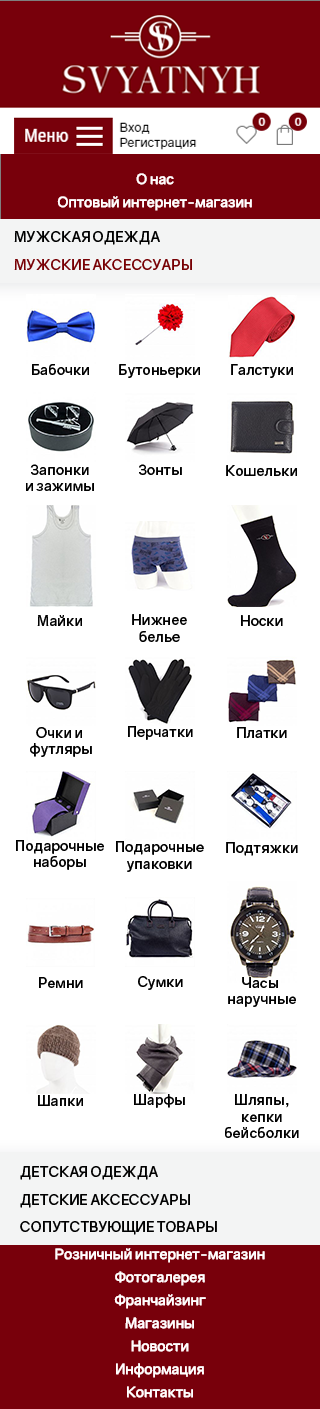 SVYATNYH
Меню
Вход
Регистрация
0
0
О нас
Оптовый интернет-магазин
МУЖСКАЯ ОДЕЖДА
МУЖСКИЕ АКСЕССУАРЫ
Бабочки
Бутоньерки
Галстуки
Запонки
и зажимы
Зонты
Кошельки
Майки
Нижнее
белье
Носки
Очки и
футляры
Перчатки
Платки
Подарочные
наборы
Подарочные
упаковки
Подтяжки
Ремни
Сумки
Часы
наручные
Шапки
Шарфы
Шляпы,
кепки
бейсболки
ДЕТСКАЯ ОДЕЖДА
ДЕТСКИЕ АКСЕССУАРЫ
СОПУТСТВУЮЩИЕ ТОВАРЫ
Розничный интернет-магазин
Фотогалерея
Франчайзинг
Магазины
Новости
Информация
Контакты